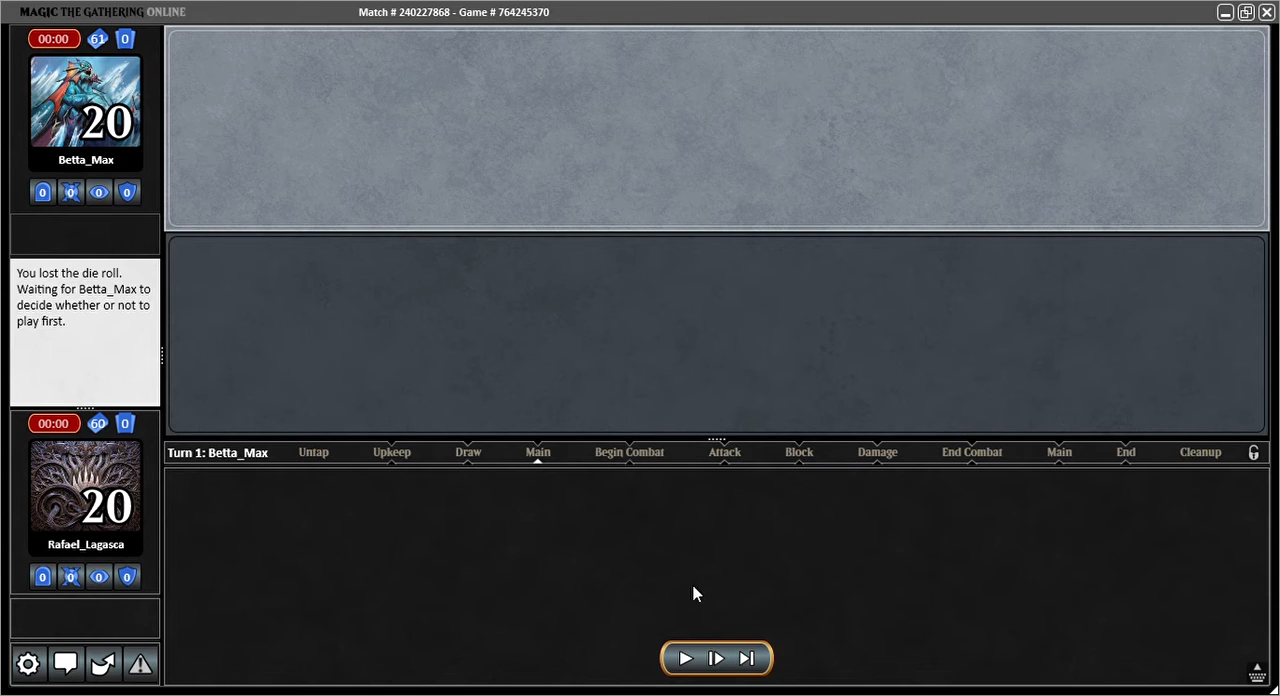 MAGIC THE GATHERING ONLINE
Match # 240227868 - Game # 764245370
00:00 61 0
20
Betta_Max
0 0 0 0
You lost the die roll.
Waiting for Betta_Max to
decide whether or not to
play first.
00:00 60 0
20
Rafael_Lagasca
0 0 0 0
Turn 1: Betta_Max Untap Upkeep Draw Main Begin Combat Attack Block Damage End Combat Main End Cleanup